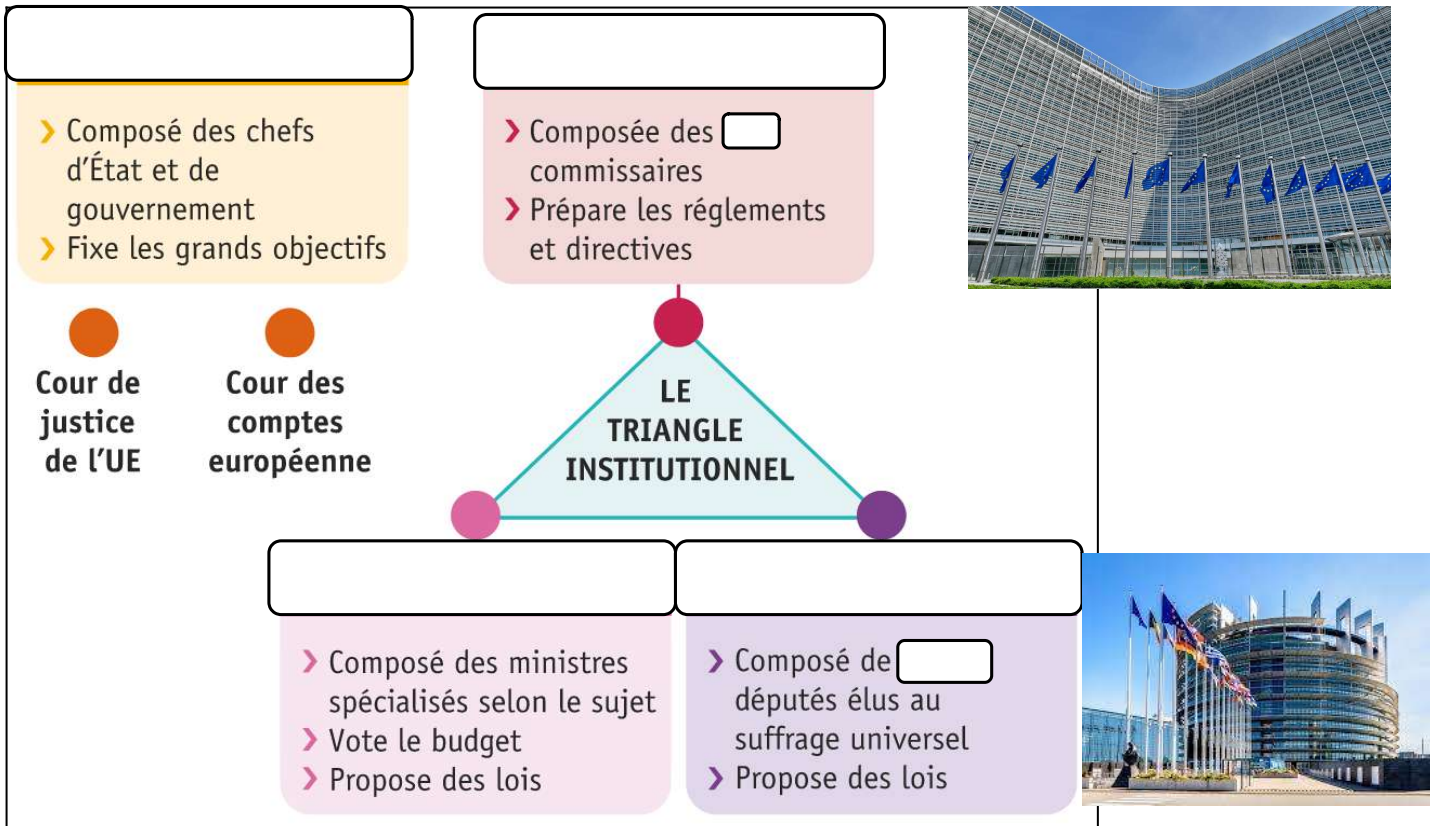 Composé des chefs
d'État et de
gouvernement
Fixe les grands objectifs
Composée des
commissaires
Prépare les réglements
et directives
Cour de
justice
de l'UE
Cour des
comptes
européenne
LE
TRIANGLE
INSTITUTIONNEL
Composé des ministres
spécialisés selon le sujet
Vote le budget
Propose des lois
Composé de
députés élus au
suffrage universel
Propose des lois